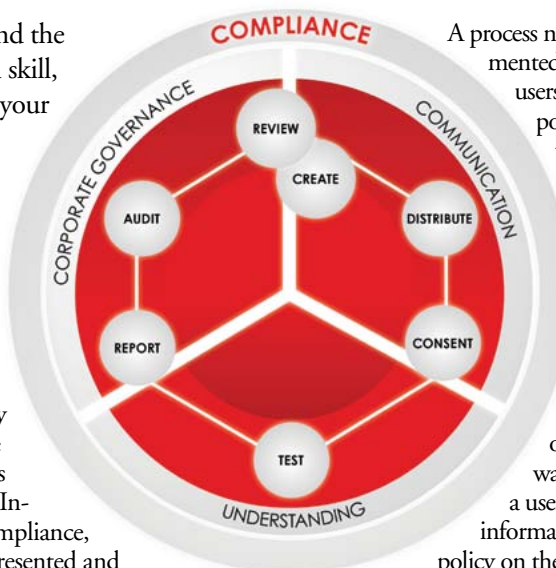 nd the
skill,
your
COMPLIANCE
CORPORATE GOVERNANCE
COMMUNICATION
UNDERSTANDING
REVIEW
CREATE
AUDIT
DISTRIBUTE
REPORT
CONSENT
TEST
A process n
mented
users
po
y
s
In-
mpliance,
resented and
o
wa
a use
informa
policy on the